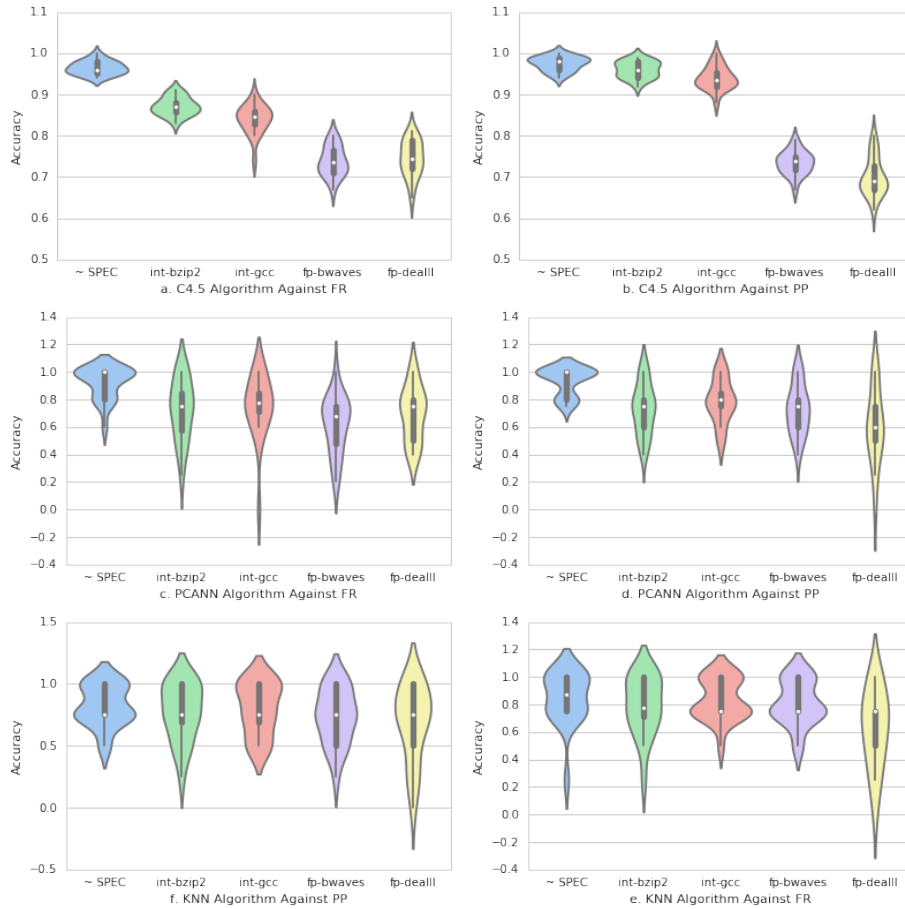 1.1
1.0
0.9
0.8
0.7
0.6
0.5
Accuracy
~ SPEC int-bzip2 int-gcc fp-bwaves fp-dealII
a. C4.5 Algorithm Against FR
1.1
1.0
0.9
0.8
0.7
0.6
0.5
Accuracy
~ SPEC int-bzip2 int-gcc fp-bwaves fp-dealII
b. C4.5 Algorithm Against PP
1.4
1.2
1.0
0.8
0.6
0.4
0.2
0.0
−0.2
−0.4
Accuracy
~ SPEC int-bzip2 int-gcc fp-bwaves fp-dealII
c. PCANN Algorithm Against FR
1.4
1.2
1.0
0.8
0.6
0.4
0.2
0.0
−0.2
−0.4
Accuracy
~ SPEC int-bzip2 int-gcc fp-bwaves fp-dealII
d. PCANN Algorithm Against PP
1.5
1.0
0.5
0.0
−0.5
Accuracy
~ SPEC int-bzip2 int-gcc fp-bwaves fp-dealII
f. KNN Algorithm Against PP
1.4
1.2
1.0
0.8
0.6
0.4
0.2
0.0
−0.2
−0.4
Accuracy
~ SPEC int-bzip2 int-gcc fp-bwaves fp-dealII
e. KNN Algorithm Against FR